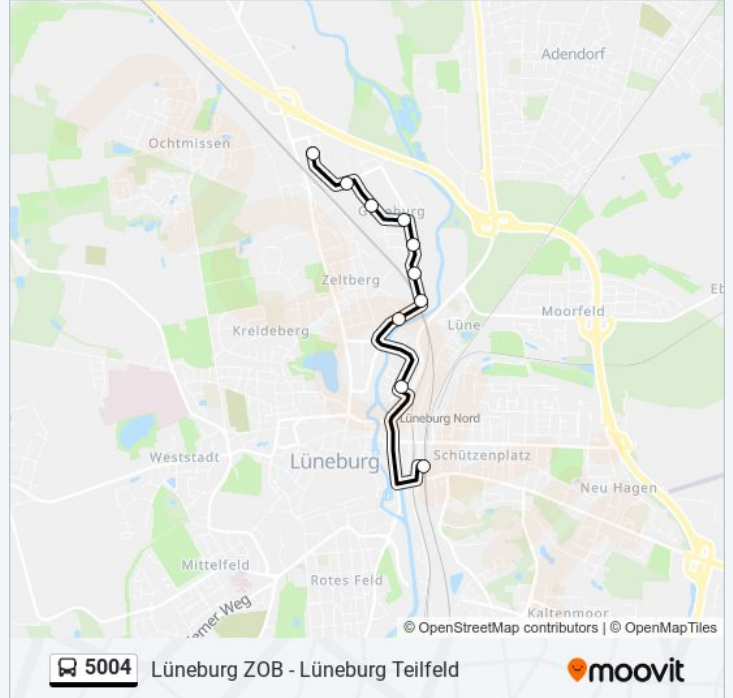 Adendorf
Ochtmissen
Zeltberg
Eb
Moorfeld
Lüne
Kreideberg
Lüneburg Nord
Weststadt
Lüneburg
Schützenplatz
Neu Hagen
Mittelfeld
Rotes Feld
Kaltenmoor
emer Weg
© OpenStreetMap contributors | © OpenMapTiles
5004 Lüneburg ZOB - Lüneburg Teilfeld
moovit